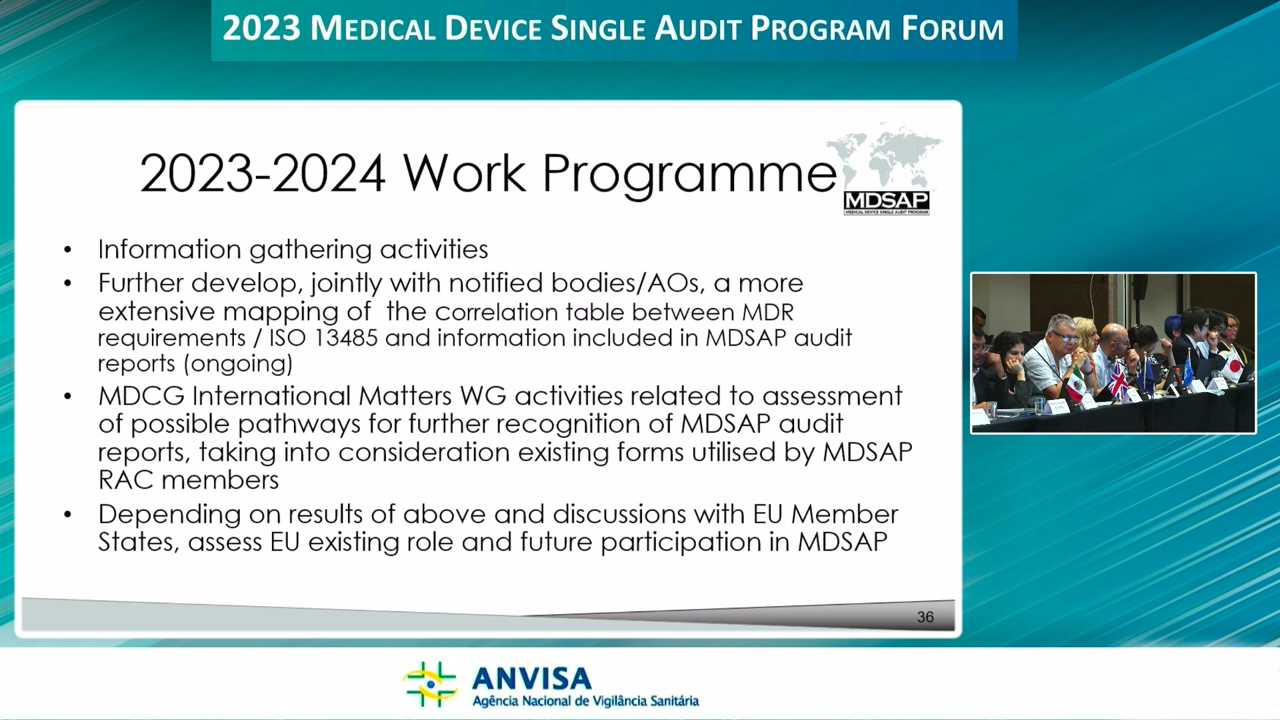 2023 MEDICAL DEVICE SINGLE AUDIT PROGRAM FORUM
2023-2024 Work Programme
MDSAP
MEDICAL DEVICE SINGLE AUDIT PROGRAM
• Information gathering activities
• Further develop, jointly with notified bodies/AOs, a more
extensive mapping of the correlation table between MDR
requirements / ISO 13485 and information included in MDSAP audit
reports (ongoing)
• MDCG International Matters WG activities related to assessment
of possible pathways for further recognition of MDSAP audit
reports, taking into consideration existing forms utilised by MDSAP
RAC members
• Depending on results of above and discussions with EU Member
States, assess EU existing role and future participation in MDSAP
36
ANVISA
Agência Nacional de Vigilância Sanitária